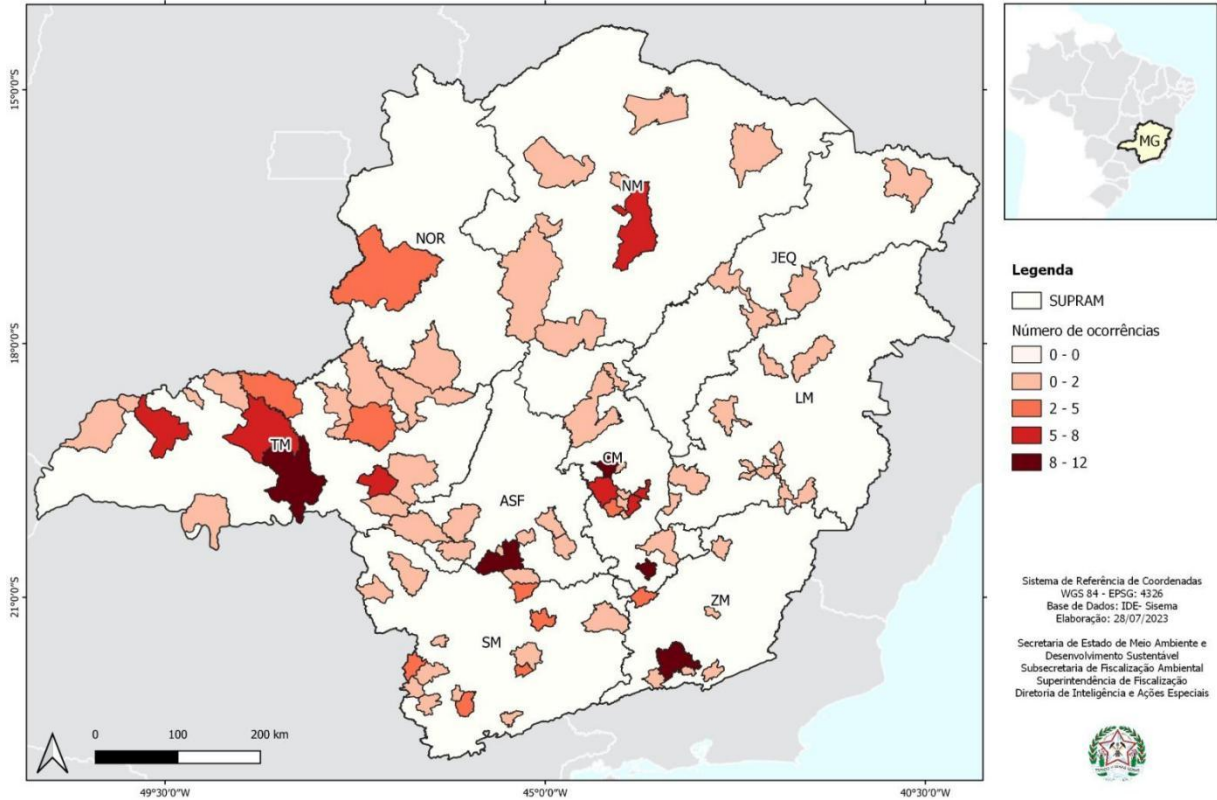 15°0'0"S
18°0'0"S
21°0'0"S
49°30'0"W
45°0'0"W
40°30'0"W
NM
NOR
JEQ
LM
TM
CM
ASF
ZM
SM
0 100 200 km
MG
Legenda
SUPRAM
Número de ocorrências
0 - 0
0 - 2
2 - 5
5 - 8
8 - 12
Sistema de Referência de Coordenadas
WGS 84 - EPSG: 4326
Base de Dados: IDE- Sisema
Elaboração: 28/07/2023
Secretaria de Estado de Meio Ambiente e
Desenvolvimento Sustentável
Subsecretaria de Fiscalização Ambiental
Superintendência de Fiscalização
Diretoria de Inteligência e Ações Especiais